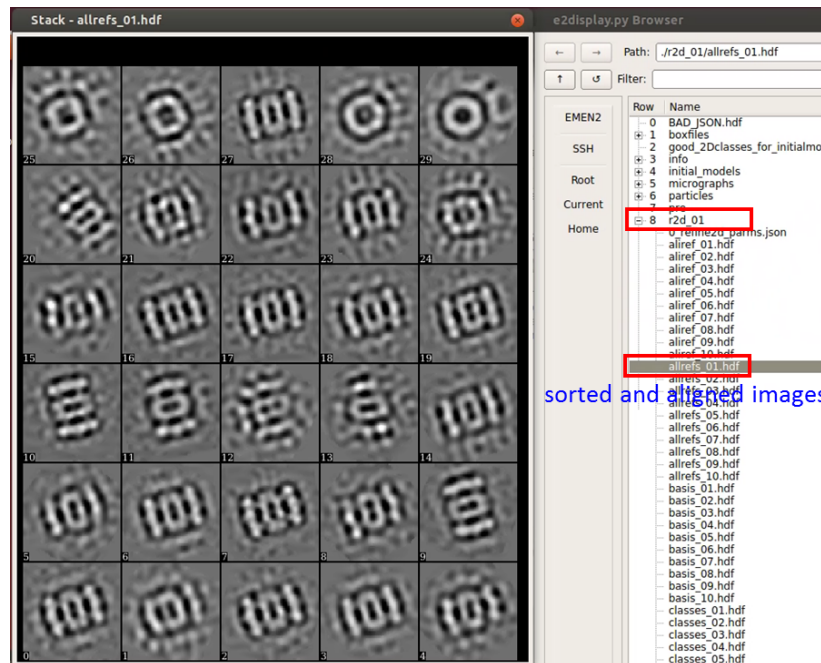 Stack - allrefs_01.hdf
25 26 27 28 29
20 21 22 23 24
15 16 17 18 19
10 11 12 13 14
5 6 7 8 9
0 1 2 3 4
e2display.py Browser
Path: ./r2d_01/allrefs_01.hdf
Filter:
EMEN2
SSH
Root
Current
Home
Row Name
0 BAD_JSON.hdf
1 boxfiles
2 good_2Dclasses_for_initialmo
3 info
4 initial_models
5 micrographs
6 particles
7
8 r2d_01
0_refine2d_parms.json
aliref_01.hdf
aliref_02.hdf
aliref_03.hdf
aliref_04.hdf
aliref_05.hdf
aliref_06.hdf
aliref_07.hdf
aliref_08.hdf
aliref_09.hdf
aliref_10.hdf
allrefs_01.hdf
allrefs_02.hdf
sorted and aligned images
allrefs_04.hdf
allrefs_05.hdf
allrefs_06.hdf
allrefs_07.hdf
allrefs_08.hdf
allrefs_09.hdf
allrefs_10.hdf
basis_01.hdf
basis_02.hdf
basis_03.hdf
basis_04.hdf
basis_05.hdf
basis_06.hdf
basis_07.hdf
basis_08.hdf
basis_09.hdf
basis_10.hdf
classes_01.hdf
classes_02.hdf
classes_03.hdf
classes_04.hdf
classes_05.hdf